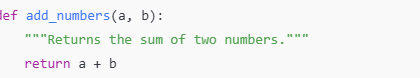 def add_numbers(a, b):
    """Returns the sum of two numbers."""
    return a + b